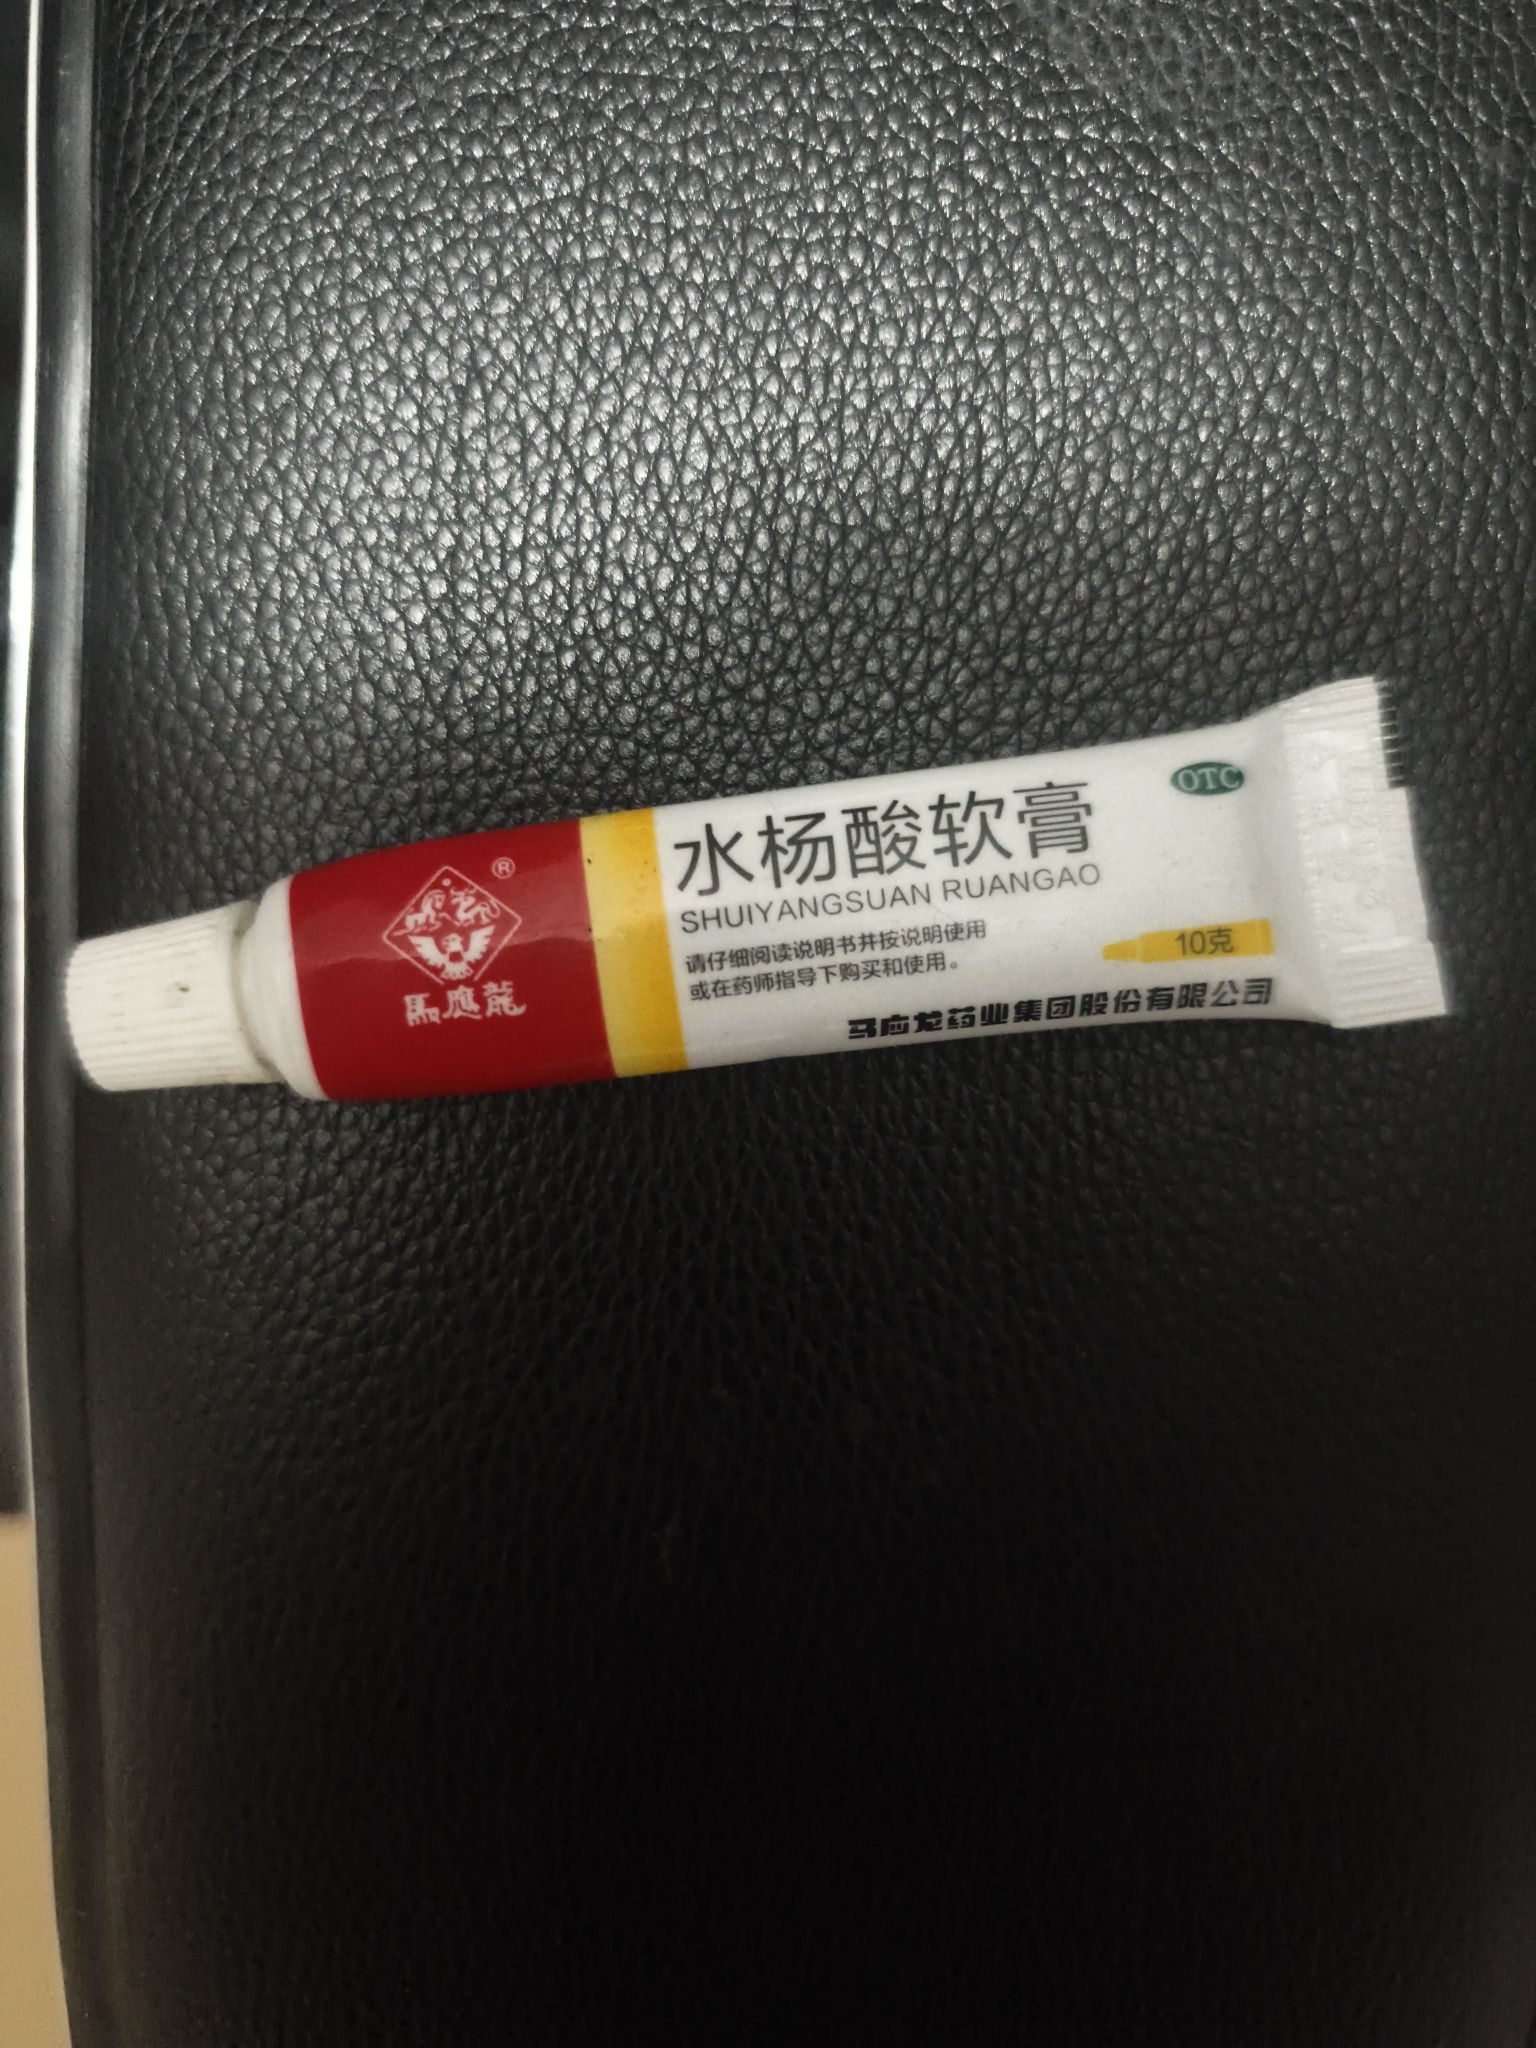 ®
馬應龍
水杨酸软膏
SHUIYANGSUAN RUANGAO
请仔细阅读说明书并按说明使用
或在药师指导下购买和使用。
OTC
10克
马应龙药业集团股份有限公司